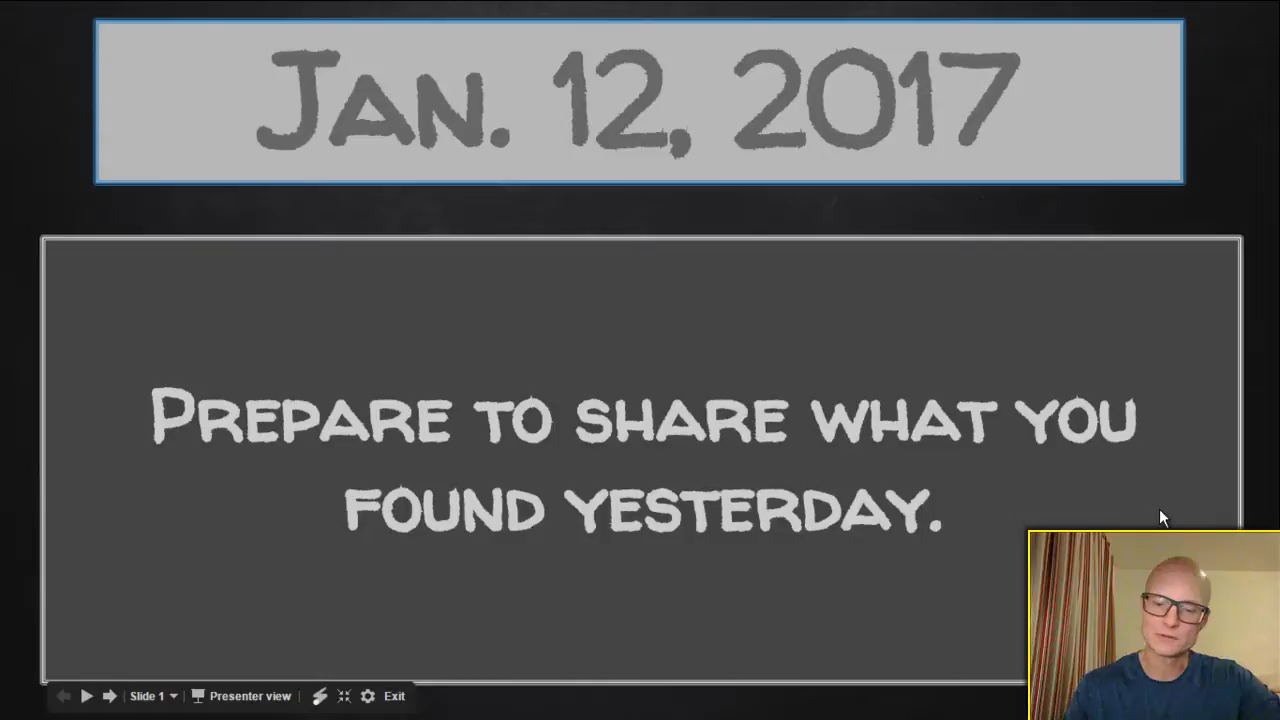 Jan. 12, 2017
Prepare to share what you
found yesterday.
Slide 1
Presenter view
Exit